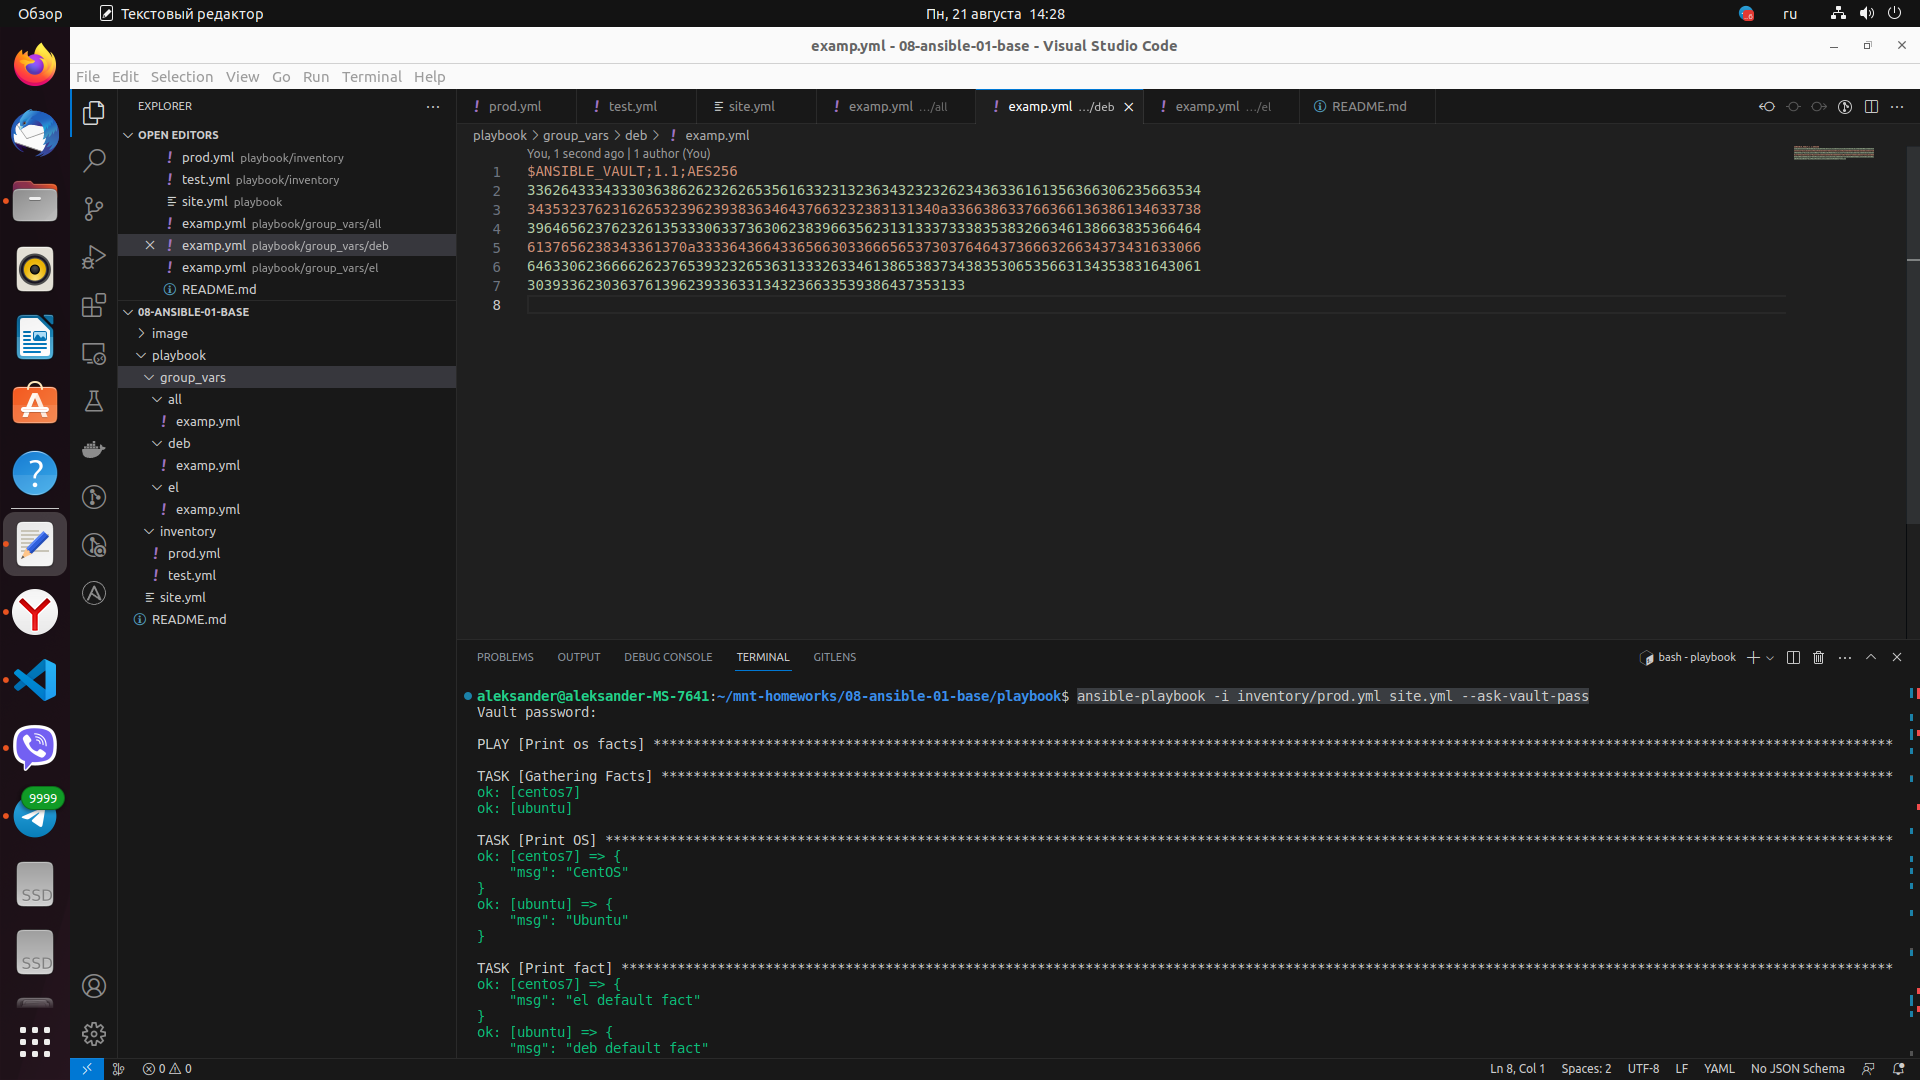 Обзор
Текстовый редактор
Пн, 21 августа 14:28
ru
examp.yml - 08-ansible-01-base - Visual Studio Code
File Edit Selection View Go Run Terminal Help
EXPLORER
OPEN EDITORS
prod.yml playbook/inventory
test.yml playbook/inventory
site.yml playbook
examp.yml playbook/group_vars/all
examp.yml playbook/group_vars/deb
examp.yml playbook/group_vars/el
README.md
08-ANSIBLE-01-BASE
image
playbook
group_vars
all
examp.yml
deb
examp.yml
el
examp.yml
inventory
prod.yml
test.yml
site.yml
README.md
9999
SSD
SSD
prod.yml test.yml site.yml examp.yml .../all examp.yml .../deb examp.yml .../el README.md
playbook > group_vars > deb > ! examp.yml
You, 1 second ago | 1 author (You)
1 $ANSIBLE_VAULT;1.1;AES256
2
3
4
5
6
7
8
PROBLEMS OUTPUT DEBUG CONSOLE TERMINAL GITLENS
bash - playbook
aleksander@aleksander-MS-7641:~/mnt-homeworks/08-ansible-01-base/playbook$ ansible-playbook -i inventory/prod.yml site.yml --ask-vault-pass
Vault password:
PLAY [Print os facts]
TASK [Gathering Facts]
ok: [centos7]
ok: [ubuntu]
TASK [Print OS]
ok: [centos7] => {
"msg": "CentOS"
}
ok: [ubuntu] => {
"msg": "Ubuntu"
}
TASK [Print fact]
ok: [centos7] => {
"msg": "el default fact"
}
ok: [ubuntu] => {
"msg": "deb default fact"
0 0
Ln 8, Col 1 Spaces: 2 UTF-8 LF YAML No JSON Schema